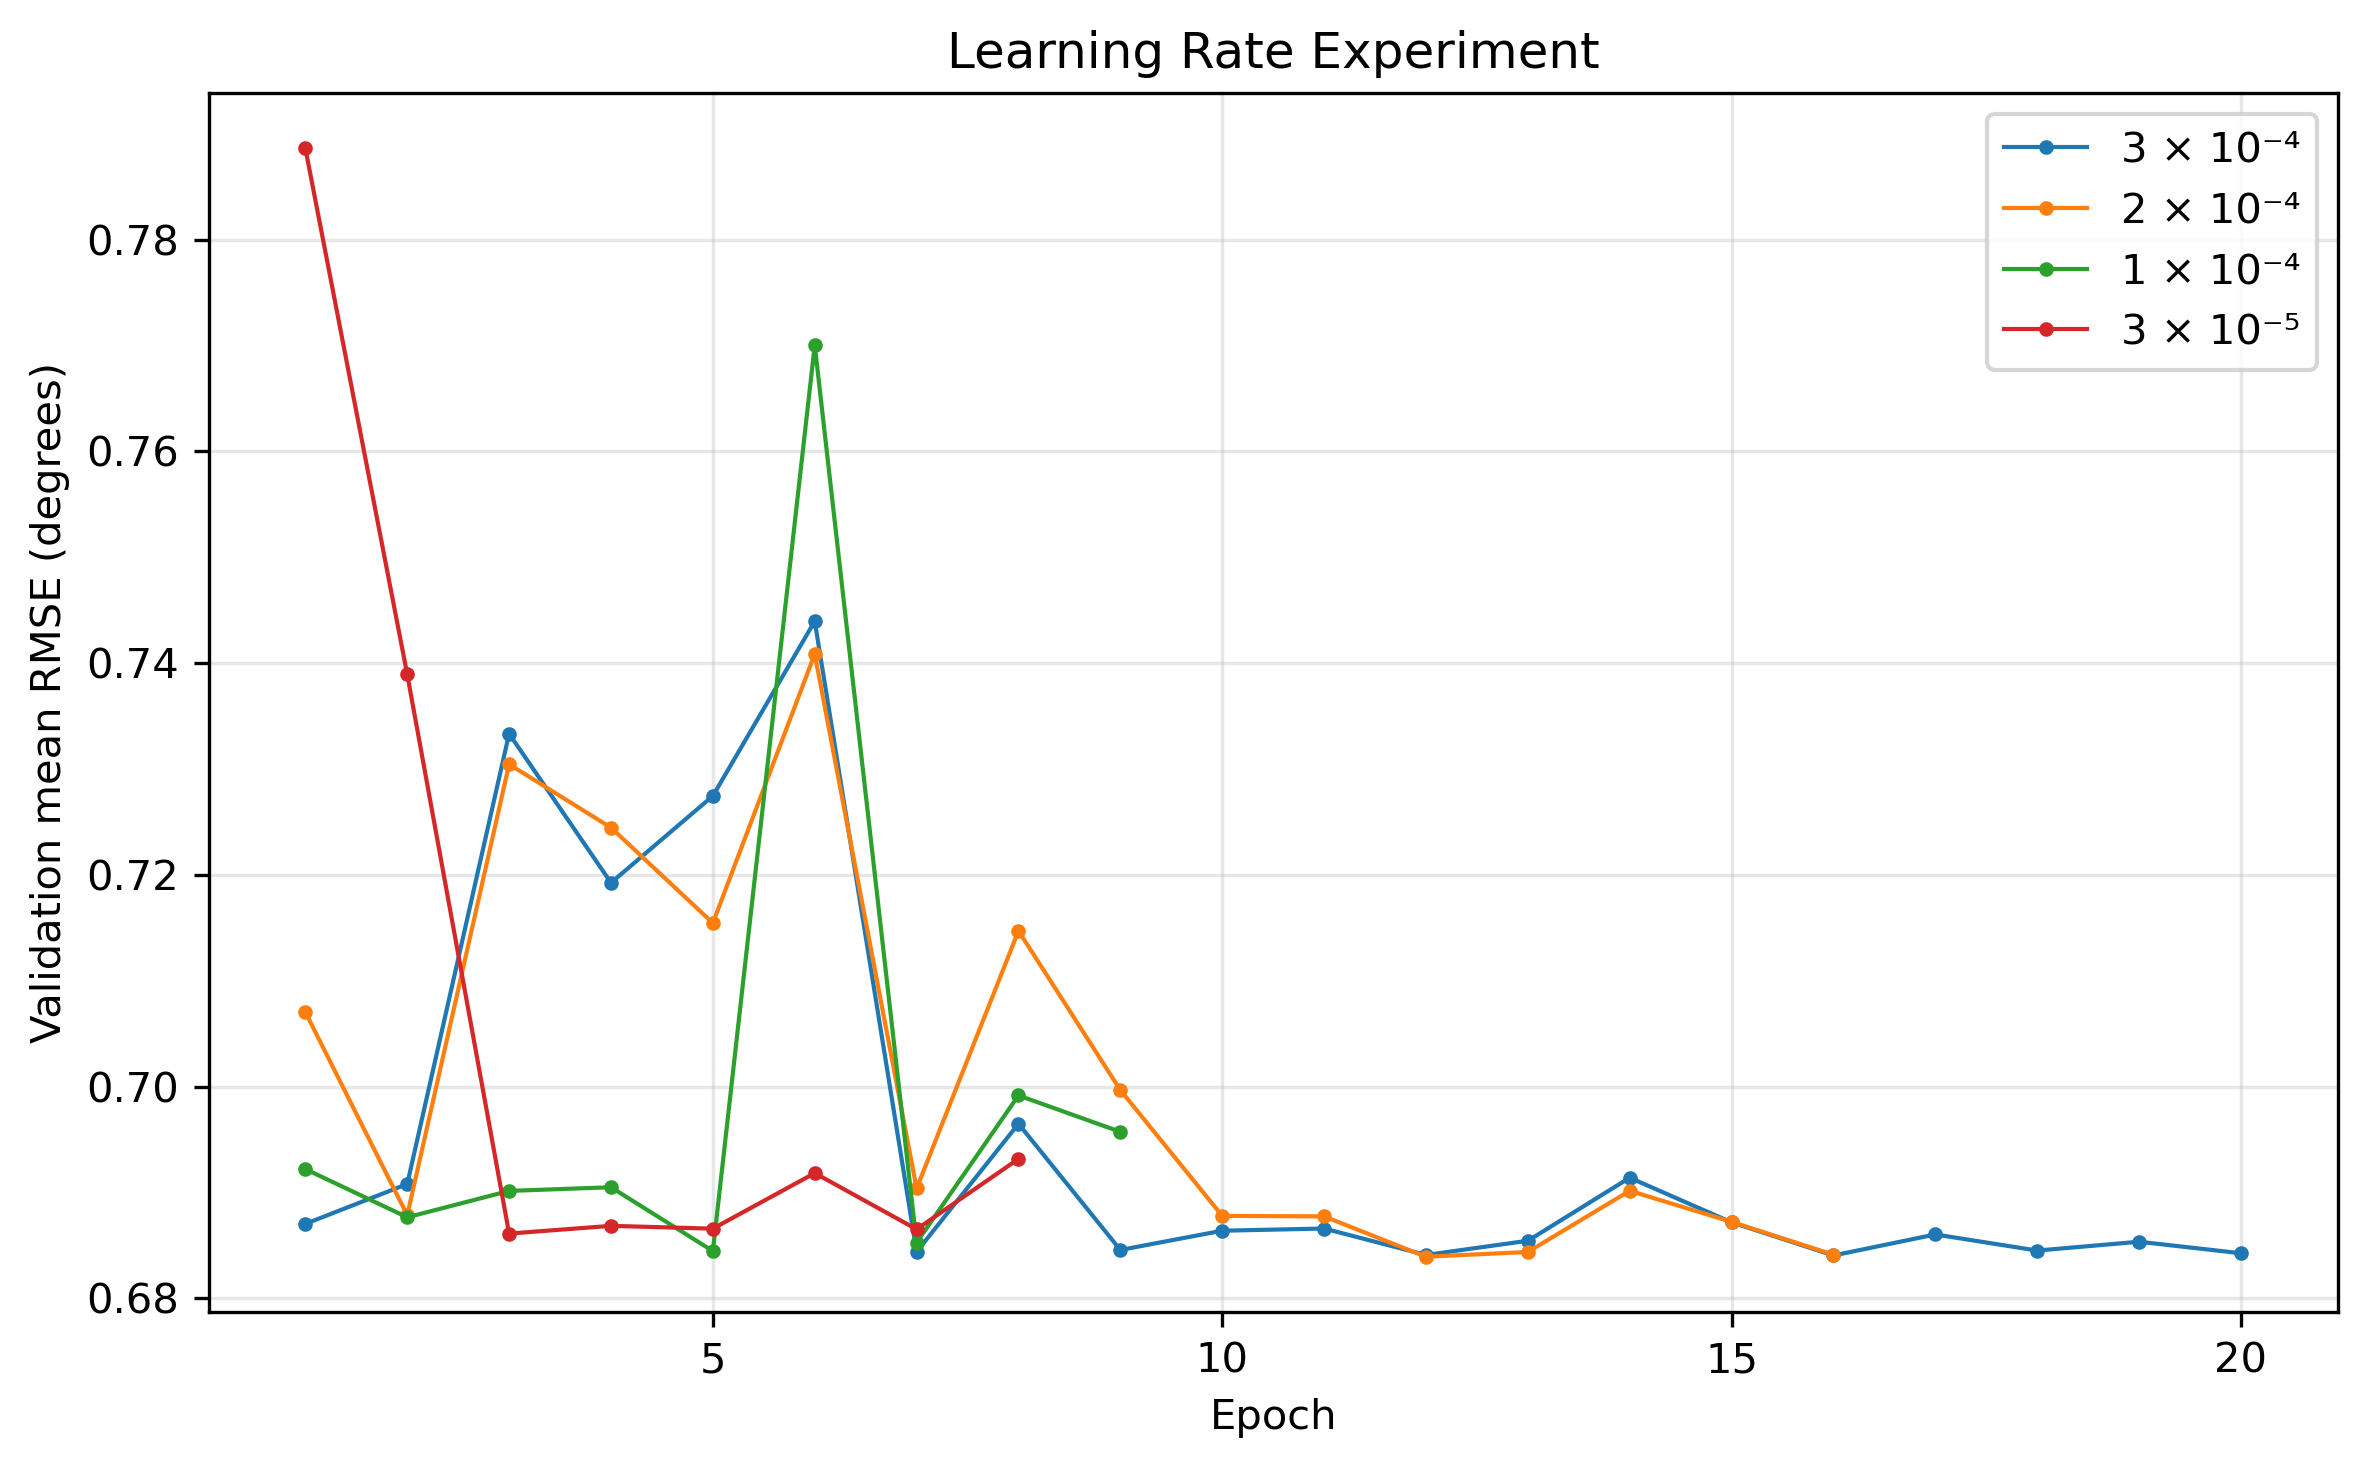 Learning Rate Experiment
3 × 10⁻⁴
2 × 10⁻⁴
1 × 10⁻⁴
3 × 10⁻⁵
Validation mean RMSE (degrees)
0.78
0.76
0.74
0.72
0.70
0.68
5 10 15 20
Epoch